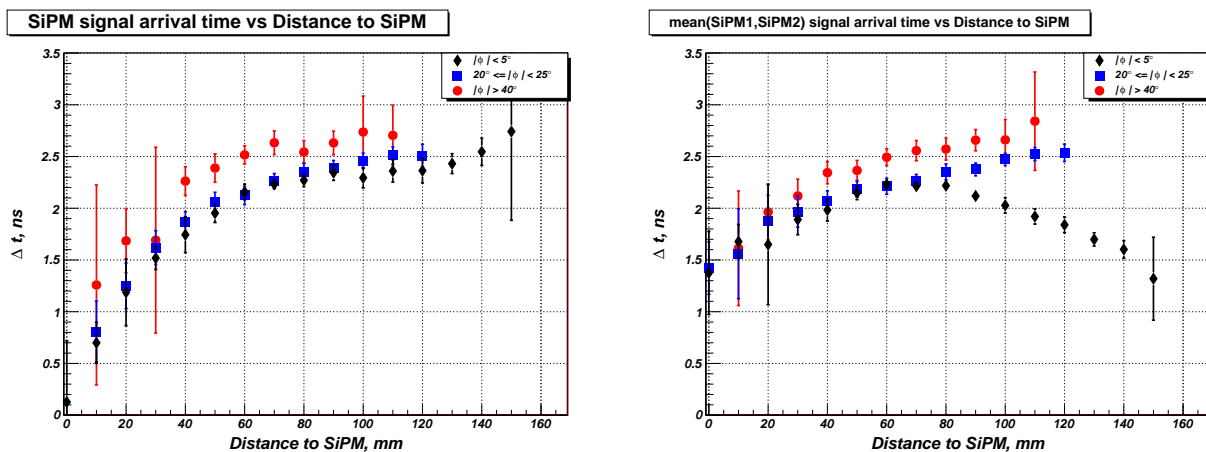 SiPM signal arrival time vs Distance to SiPM
3.5
3
2.5
2
1.5
1
0.5
0
Δ t, ns
0 20 40 60 80 100 120 140 160
Distance to SiPM, mm
|ϕ| < 5°
20° <= |ϕ| < 25°
|ϕ| > 40°
mean(SiPM1,SiPM2) signal arrival time vs Distance to SiPM
3.5
3
2.5
2
1.5
1
0.5
0
Δ t, ns
0 20 40 60 80 100 120 140 160
Distance to SiPM, mm
|ϕ| < 5°
20° <= |ϕ| < 25°
|ϕ| > 40°